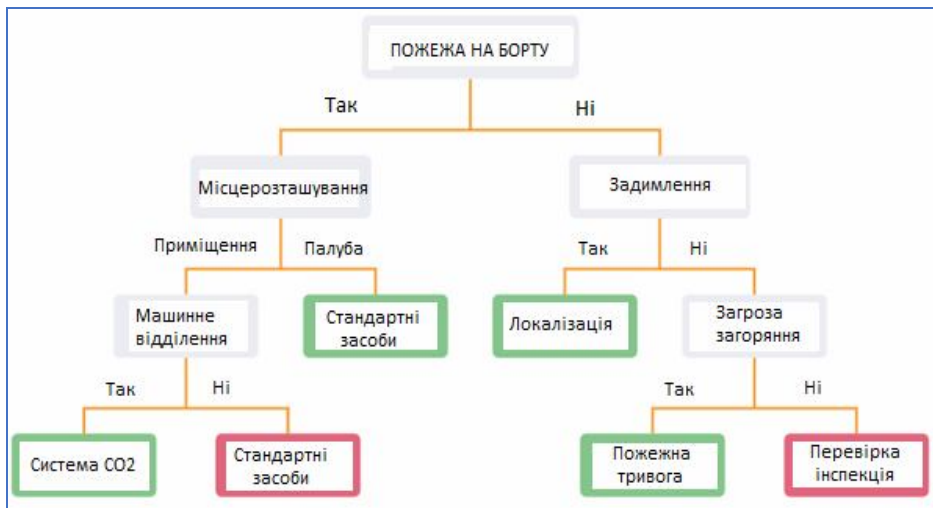 ПОЖЕЖА НА БОРТУ
Так
Ні
Місцерозташування
Задимлення
Приміщення
Палуба
Так
Ні
Машинне
відділення
Стандартні
засоби
Локалізація
Загроза
загоряння
Так
Ні
Так
Ні
Система СО2
Стандартні
засоби
Пожежна
тривога
Перевірка
інспекція